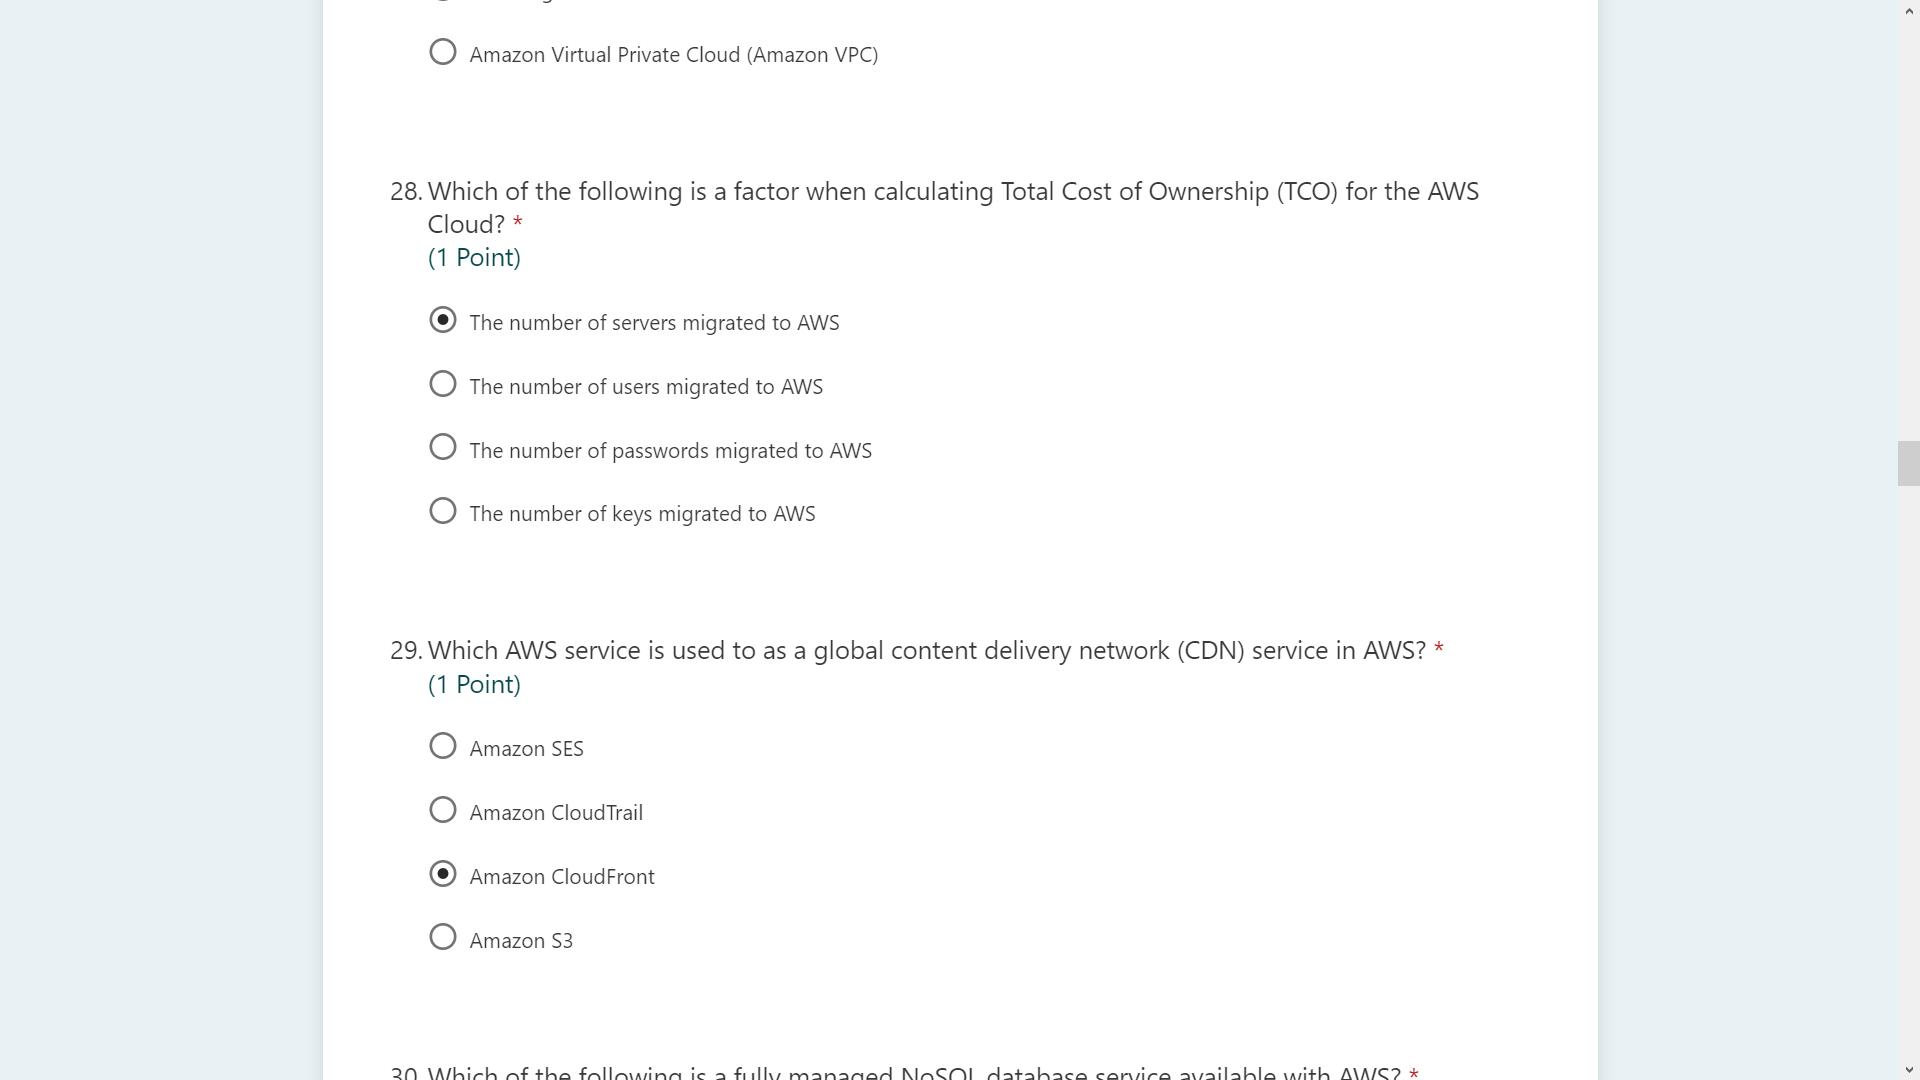 Amazon Virtual Private Cloud (Amazon VPC)
28. Which of the following is a factor when calculating Total Cost of Ownership (TCO) for the AWS
Cloud? *
(1 Point)
The number of servers migrated to AWS
The number of users migrated to AWS
The number of passwords migrated to AWS
The number of keys migrated to AWS
29. Which AWS service is used to as a global content delivery network (CDN) service in AWS? *
(1 Point)
Amazon SES
Amazon CloudTrail
Amazon CloudFront
Amazon S3
30. Which of the following is a fully managed NoSQL database service available with AWS? *